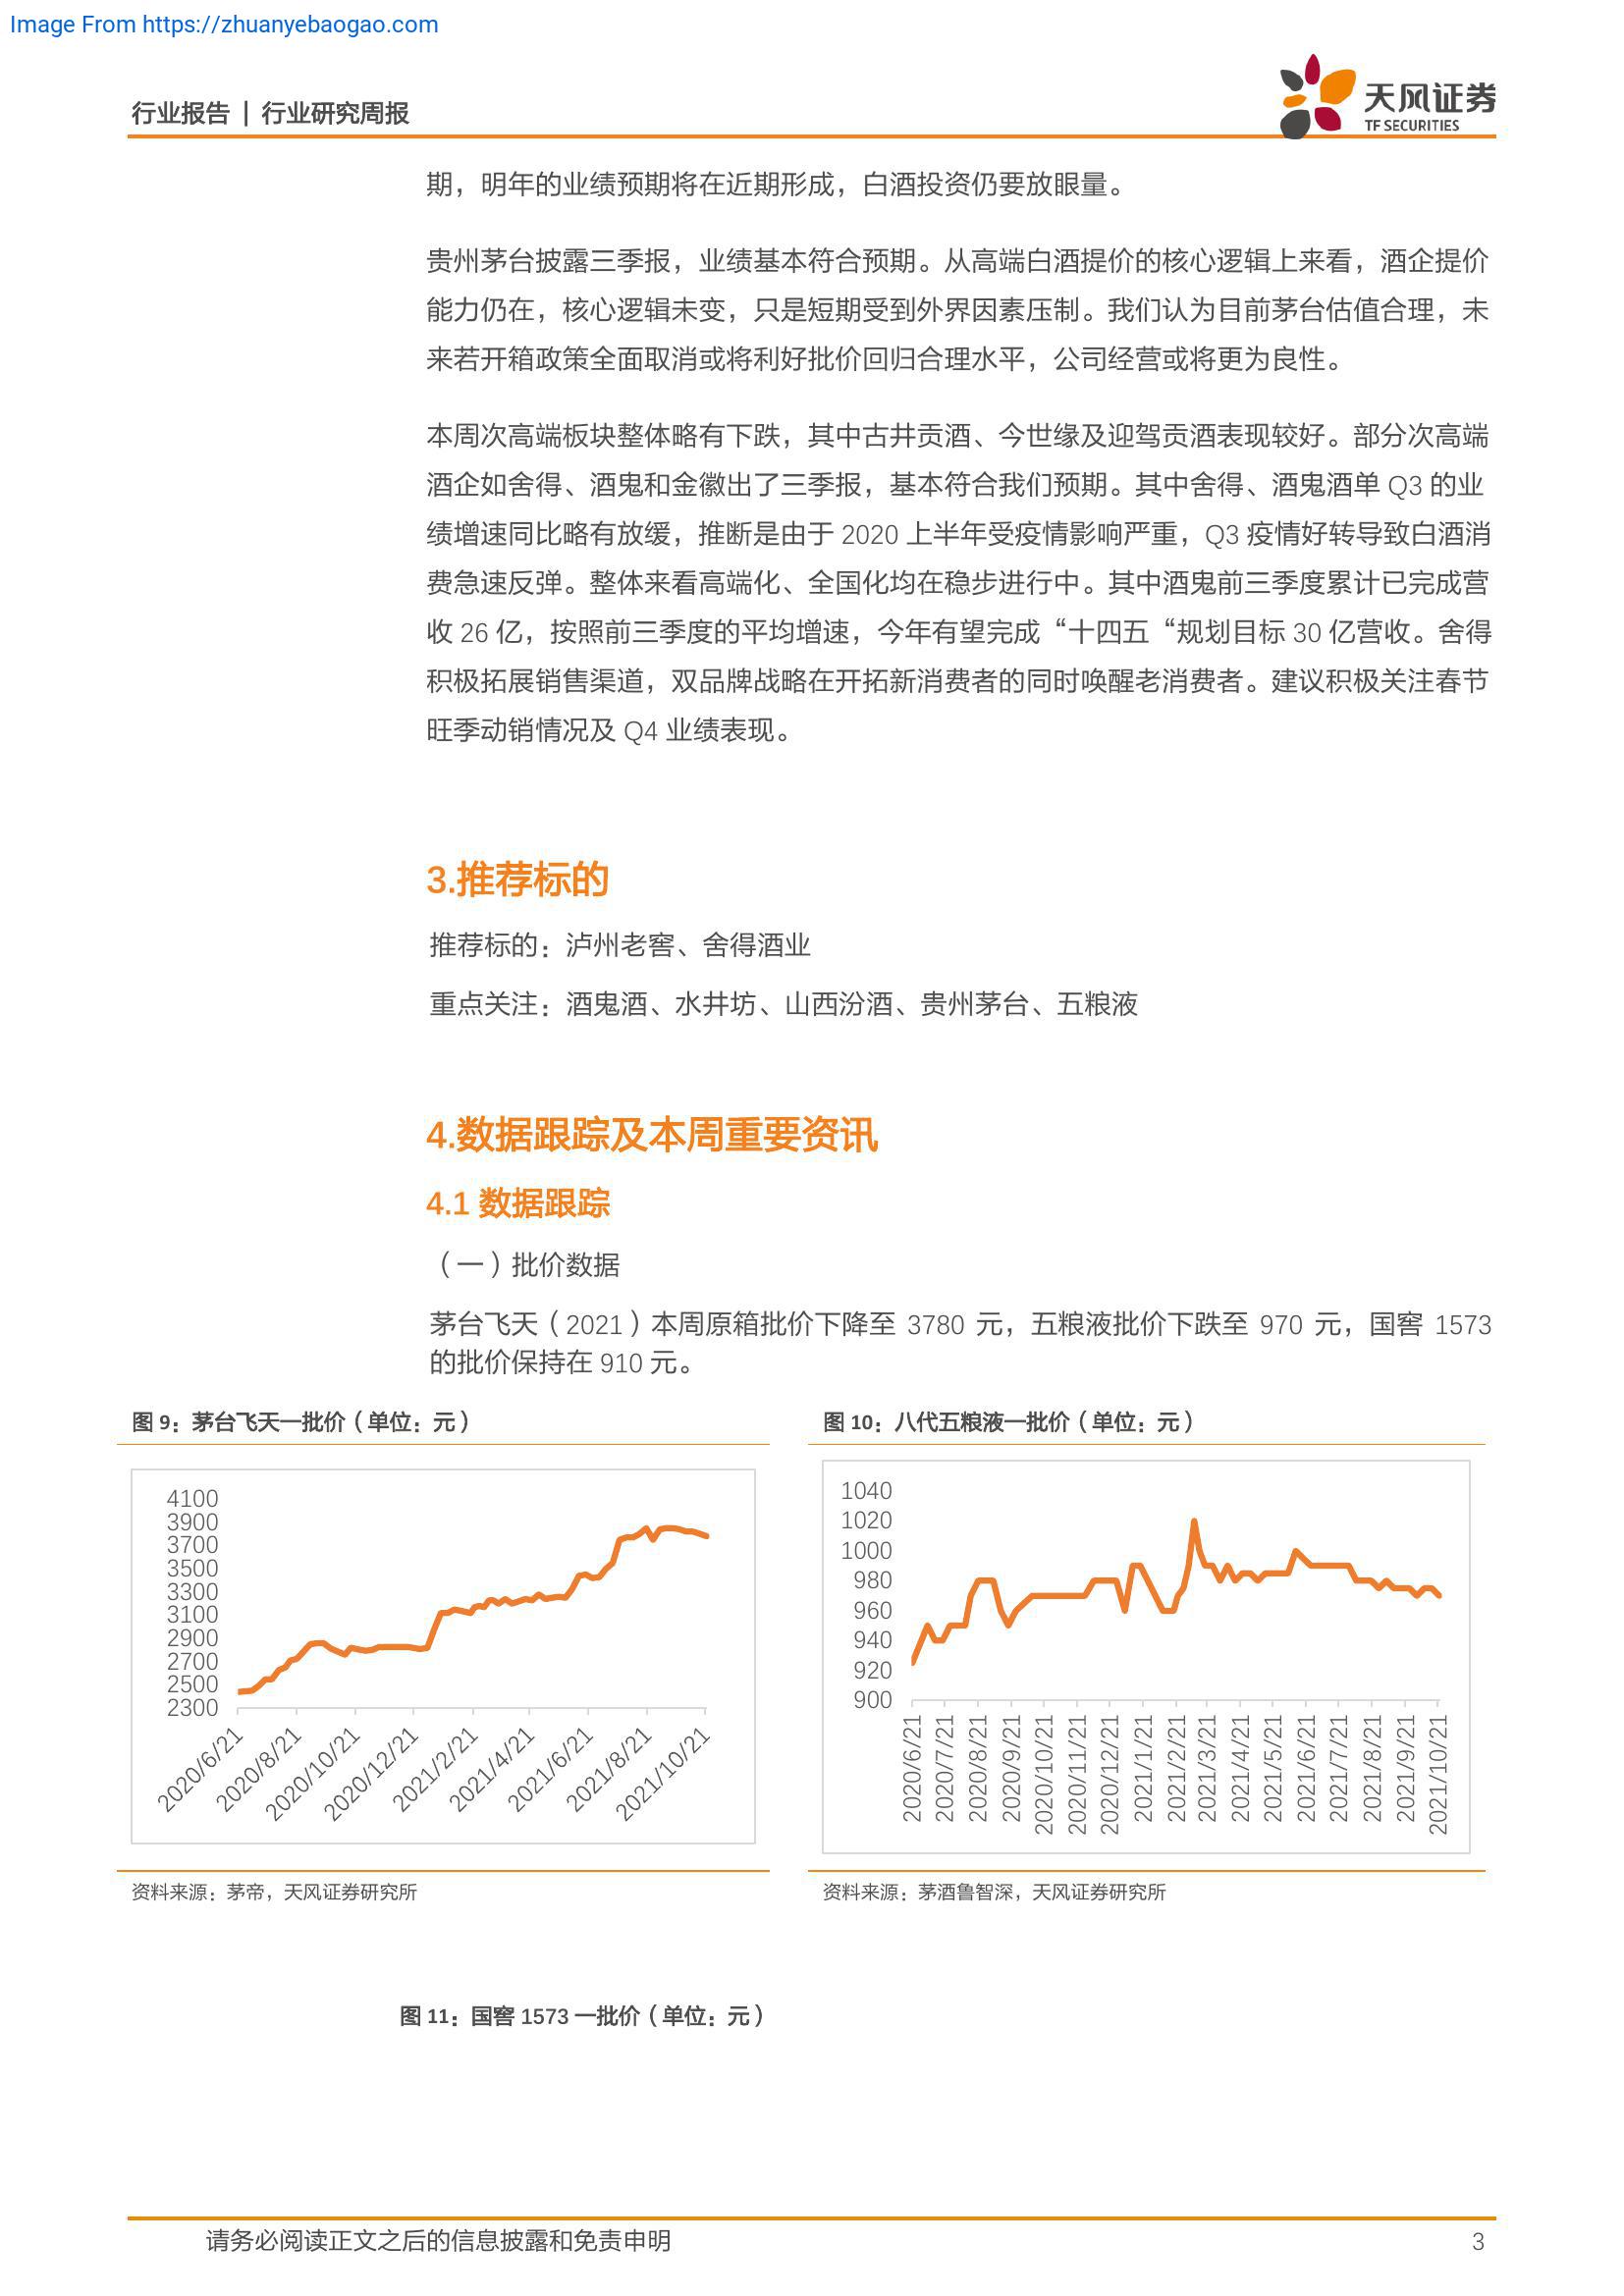 Image From https://zhuanyebaogao.com
行业报告 | 行业研究周报
天风证券
TF SECURITIES
期，明年的业绩预期将在近期形成，白酒投资仍要放眼量。
贵州茅台披露三季报，业绩基本符合预期。从高端白酒提价的核心逻辑上来看，酒企提价
能力仍在，核心逻辑未变，只是短期受到外界因素压制。我们认为目前茅台估值合理，未
来若开箱政策全面取消或将利好批价回归合理水平，公司经营或将更为良性。
本周次高端板块整体略有下跌，其中古井贡酒、今世缘及迎驾贡酒表现较好。部分次高端
酒企如舍得、酒鬼和金徽出了三季报，基本符合我们预期。其中舍得、酒鬼酒单 Q3 的业
绩增速同比略有放缓，推断是由于 2020 上半年受疫情影响严重，Q3 疫情好转导致白酒消
费急速反弹。整体来看高端化、全国化均在稳步进行中。其中酒鬼前三季度累计已完成营
收 26 亿，按照前三季度的平均增速，今年有望完成“十四五“规划目标 30 亿营收。舍得
积极拓展销售渠道，双品牌战略在开拓新消费者的同时唤醒老消费者。建议积极关注春节
旺季动销情况及 Q4 业绩表现。
3.推荐标的
推荐标的：泸州老窖、舍得酒业
重点关注：酒鬼酒、水井坊、山西汾酒、贵州茅台、五粮液
4.数据跟踪及本周重要资讯
4.1 数据跟踪
（一）批价数据
茅台飞天（2021）本周原箱批价下降至 3780 元，五粮液批价下跌至 970 元，国窖 1573
的批价保持在 910 元。
图 9：茅台飞天一批价（单位：元）
4100
3900
3700
3500
3300
3100
2900
2700
2500
2300
2020/6/21
2020/8/21
2020/10/21
2020/12/21
2021/2/21
2021/4/21
2021/6/21
2021/8/21
2021/10/21
资料来源：茅帝，天风证券研究所
图 10：八代五粮液一批价（单位：元）
1040
1020
1000
980
960
940
920
900
2020/6/21
2020/7/21
2020/8/21
2020/9/21
2020/10/21
2020/11/21
2020/12/21
2021/1/21
2021/2/21
2021/3/21
2021/4/21
2021/5/21
2021/6/21
2021/7/21
2021/8/21
2021/9/21
2021/10/21
资料来源：茅酒鲁智深，天风证券研究所
图 11：国窖 1573 一批价（单位：元）
请务必阅读正文之后的信息披露和免责申明
3